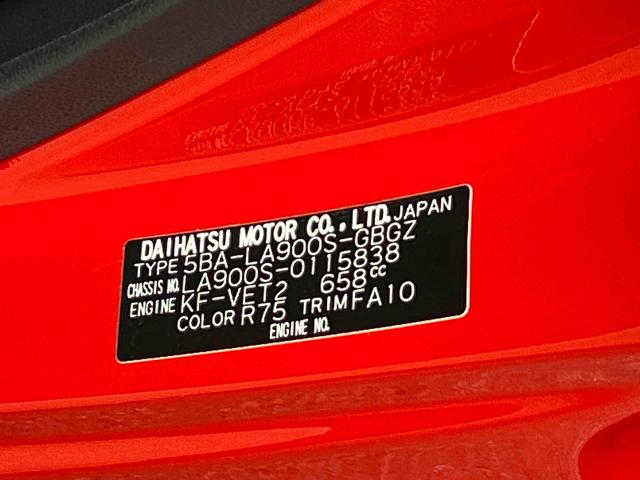 DAIHATSU MOTOR CO., LTD. JAPAN
TYPE 5BA-LA900S-GBGZ
CHASSIS NO. LA900S-0115838
ENGINE KF-VET2 658cc
COLOR R75 TRIM FA10
ENGINE NO.